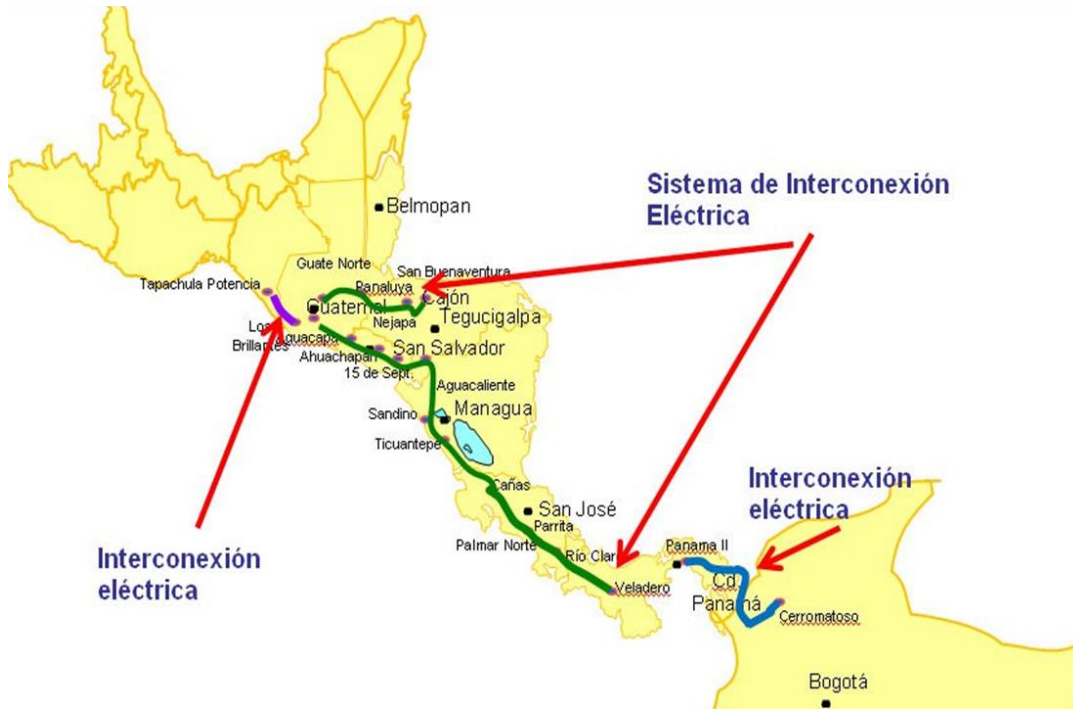 Sistema de Interconexión
Eléctrica
Belmopan
Guate Norte
San Buenaventura
Tapachula Potencia
Panaluya
Cajón
Guatemal
Nejapa
Tegucigalpa
Los
Brillantes
Aguacapa
Ahuachapan
San Salvador
15 de Sept.
Aguacaliente
Sandino
Managua
Ticuantepe
Cañas
Interconexión
eléctrica
San José
Parrita
Palmar Norte
Río Clar
Panama II
Interconexión
eléctrica
Veladero
Cd.
Panamá
Cerromatoso
Bogotá